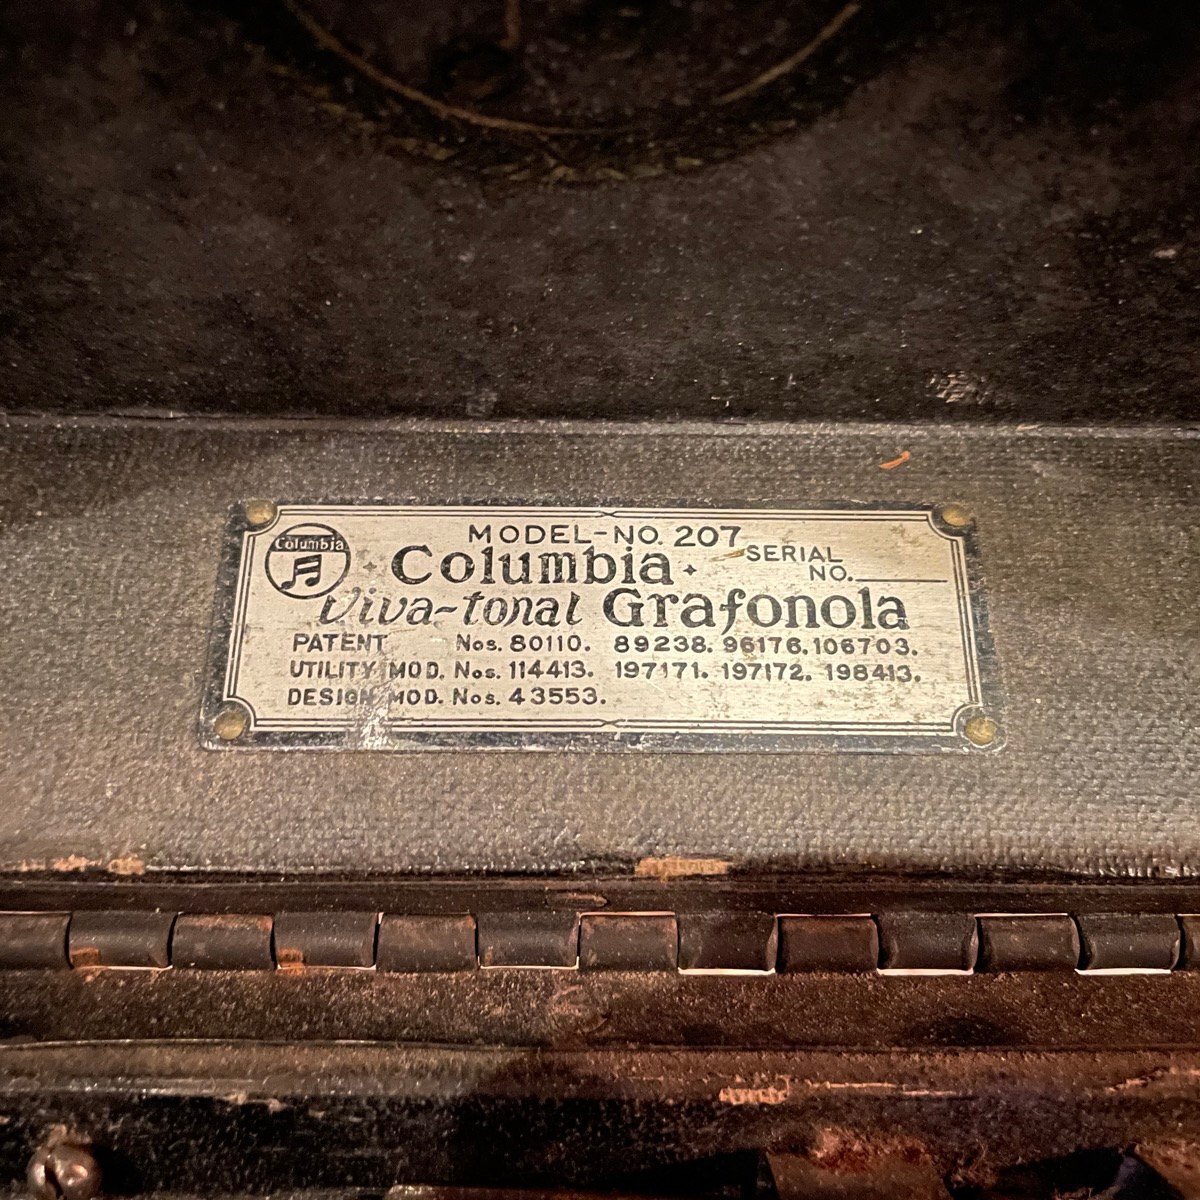 MODEL-NO. 207
Columbia
Columbia
SERIAL
NO.
Viva-tonal Grafonola
PATENT Nos. 80110. 89238. 96176. 106703.
UTILITY MOD. Nos. 114413. 197171. 197172. 198413.
DESIGN MOD. Nos. 43553.